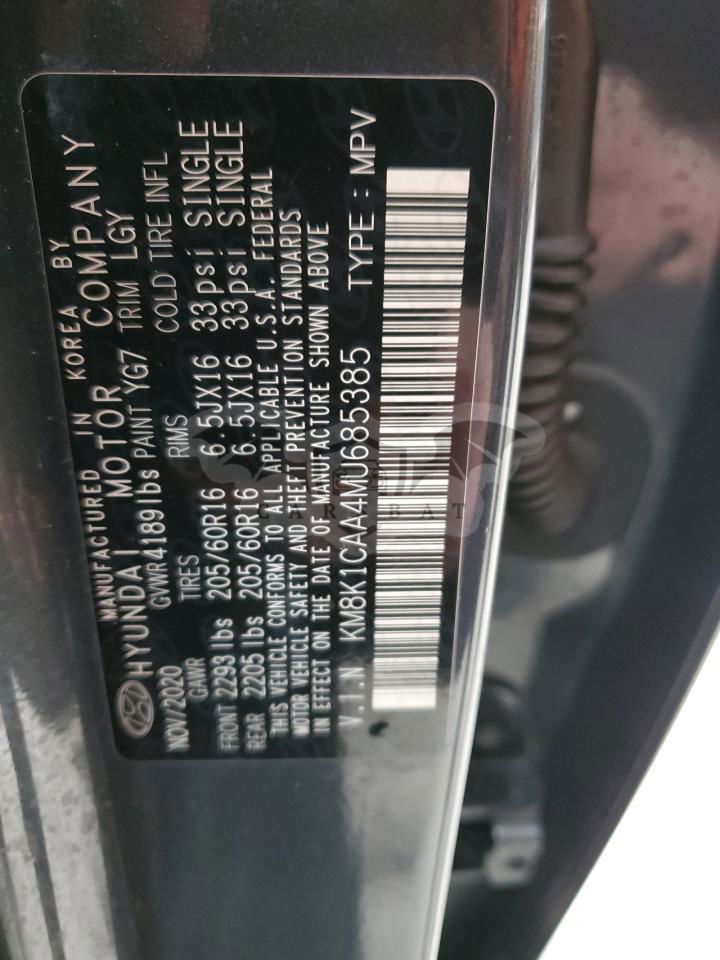 MANUFACTURED IN KOREA BY
HYUNDAI MOTOR COMPANY
NOV/2020 GVWR 4189lbs PAINT YG7 TRIM LGY
GAWR TIRES RIMS COLD TIRE INFL
FRONT 2293 lbs 205/60R16 6.5JX16 33psi SINGLE
REAR 2205 lbs 205/60R16 6.5JX16 33psi SINGLE
THIS VEHICLE CONFORMS TO ALL APPLICABLE U.S.A. FEDERAL
MOTOR VEHICLE SAFETY AND THEFT PREVENTION STANDARDS
IN EFFECT ON THE DATE OF MANUFACTURE SHOWN ABOVE
V.I.N : KM8K1CAA4MU685385 TYPE : MPV
CAREBAT